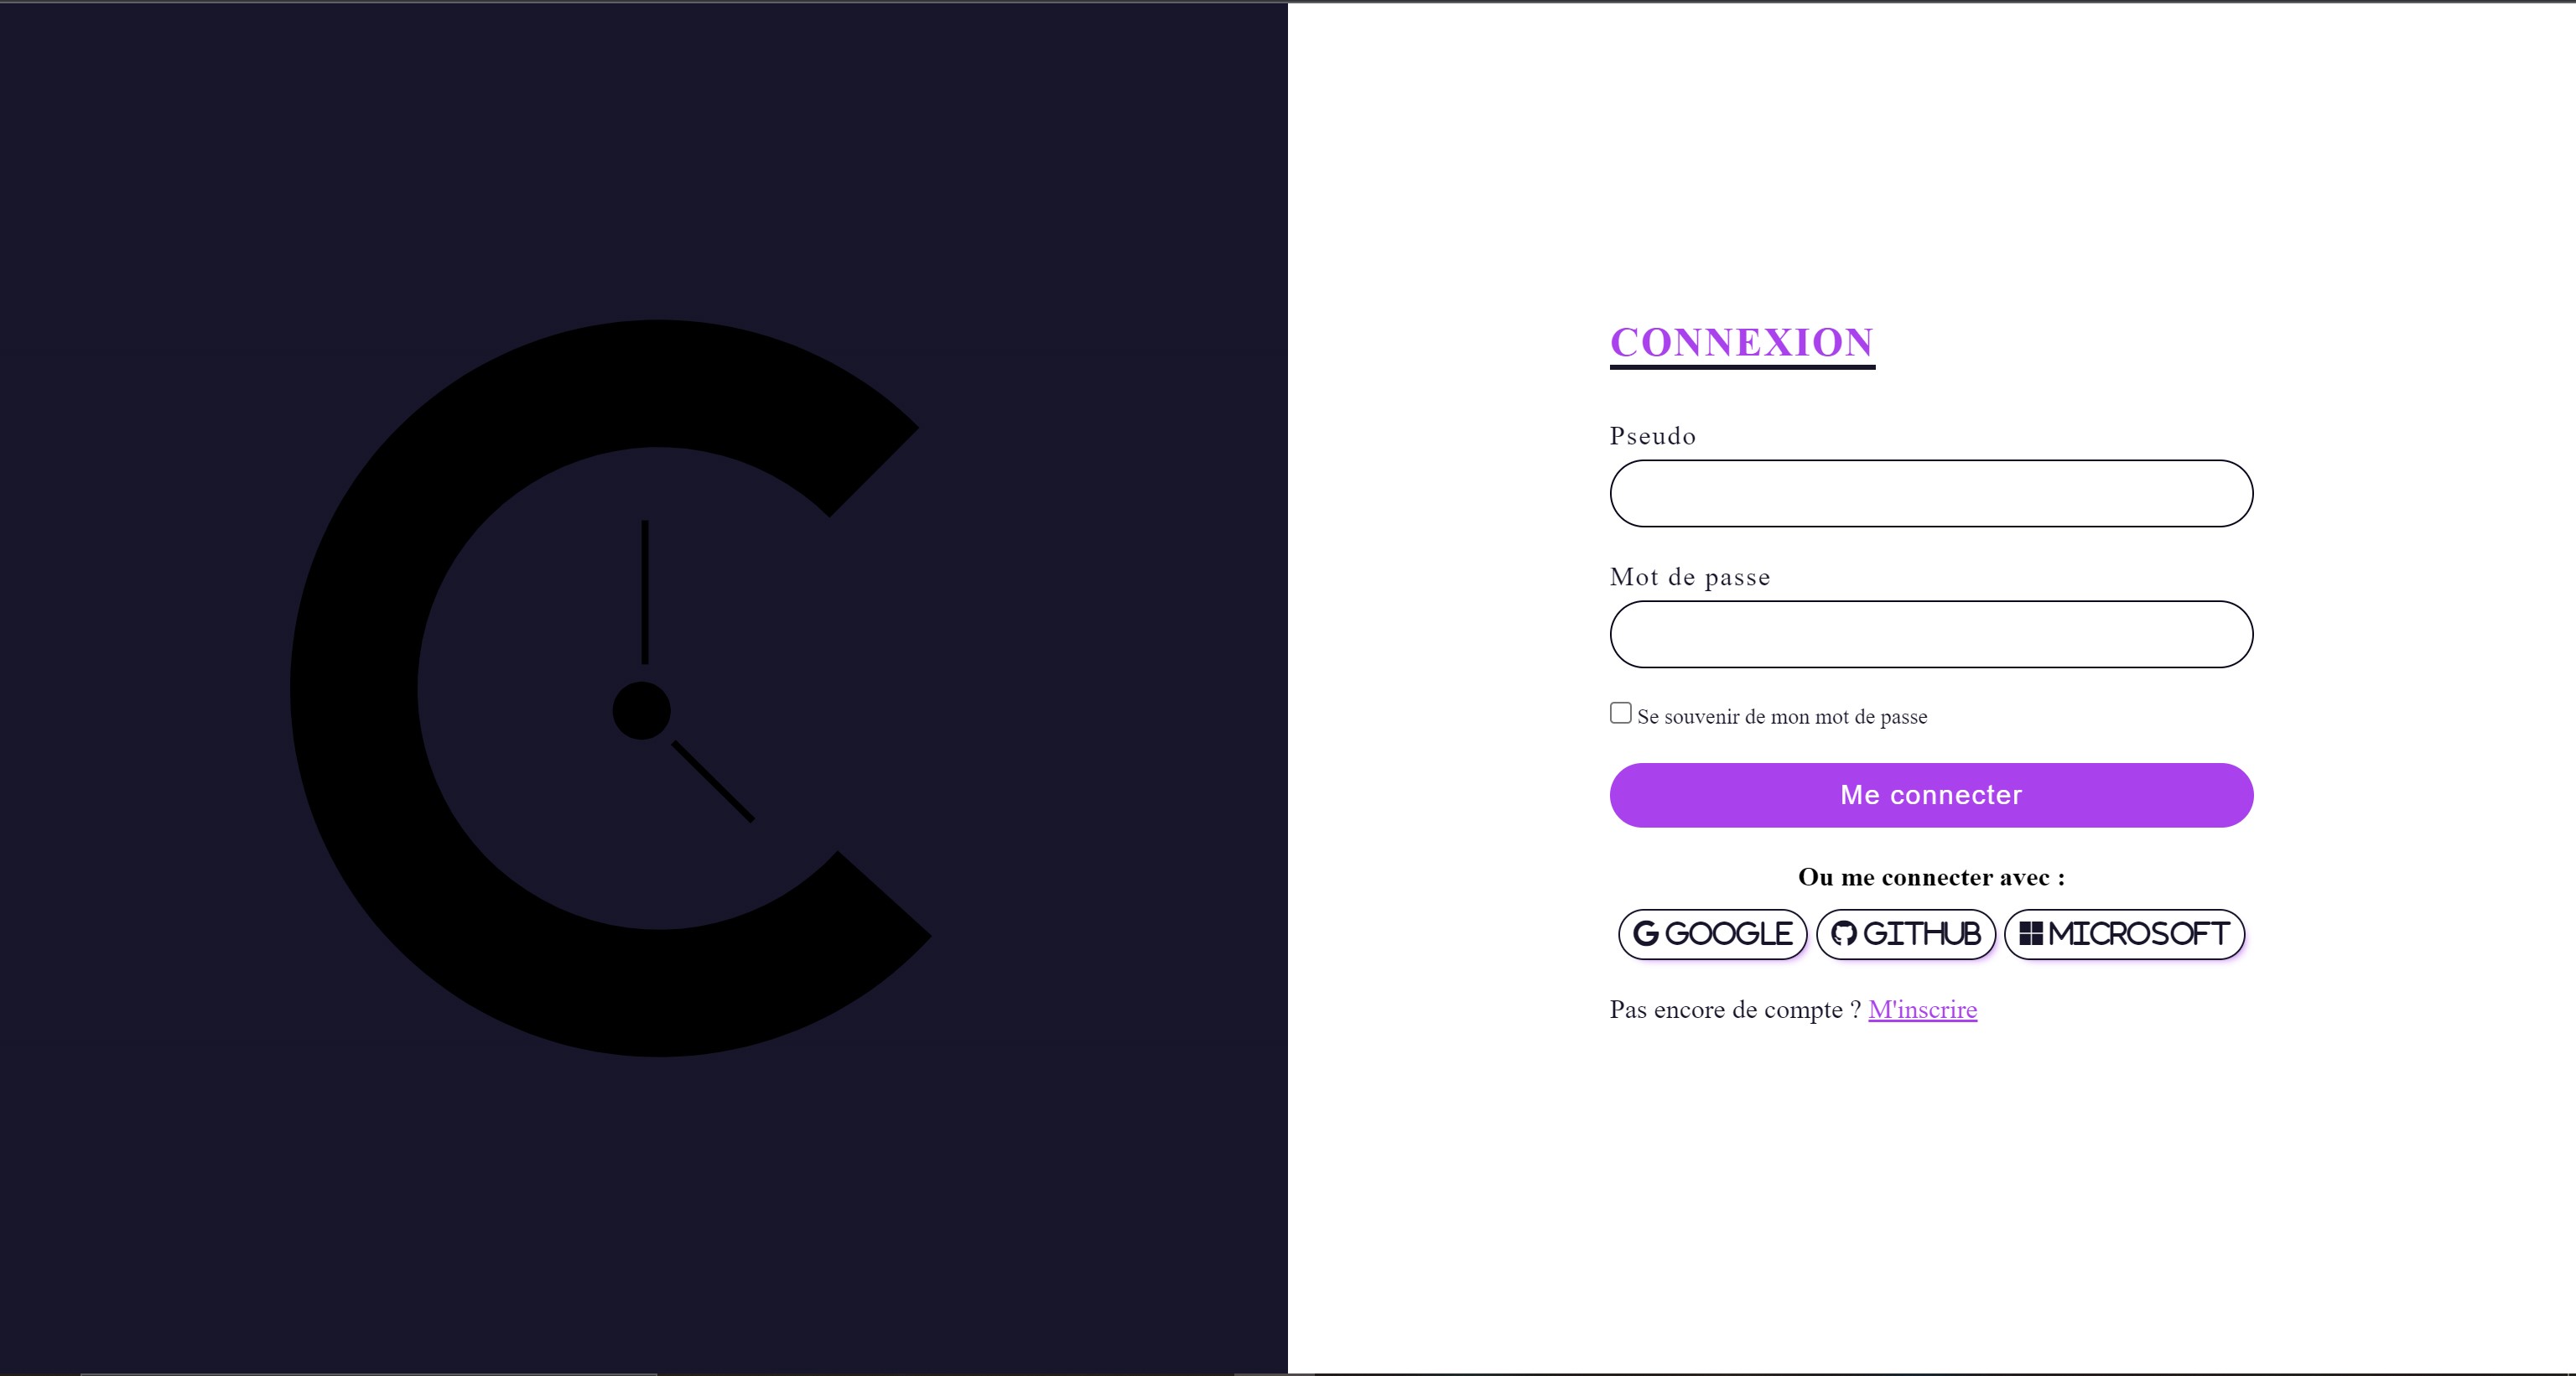 CONNEXION
Pseudo
Mot de passe
Se souvenir de mon mot de passe
Me connecter
Ou me connecter avec :
GOOGLE GITHUB MICROSOFT
Pas encore de compte ? M'inscrire